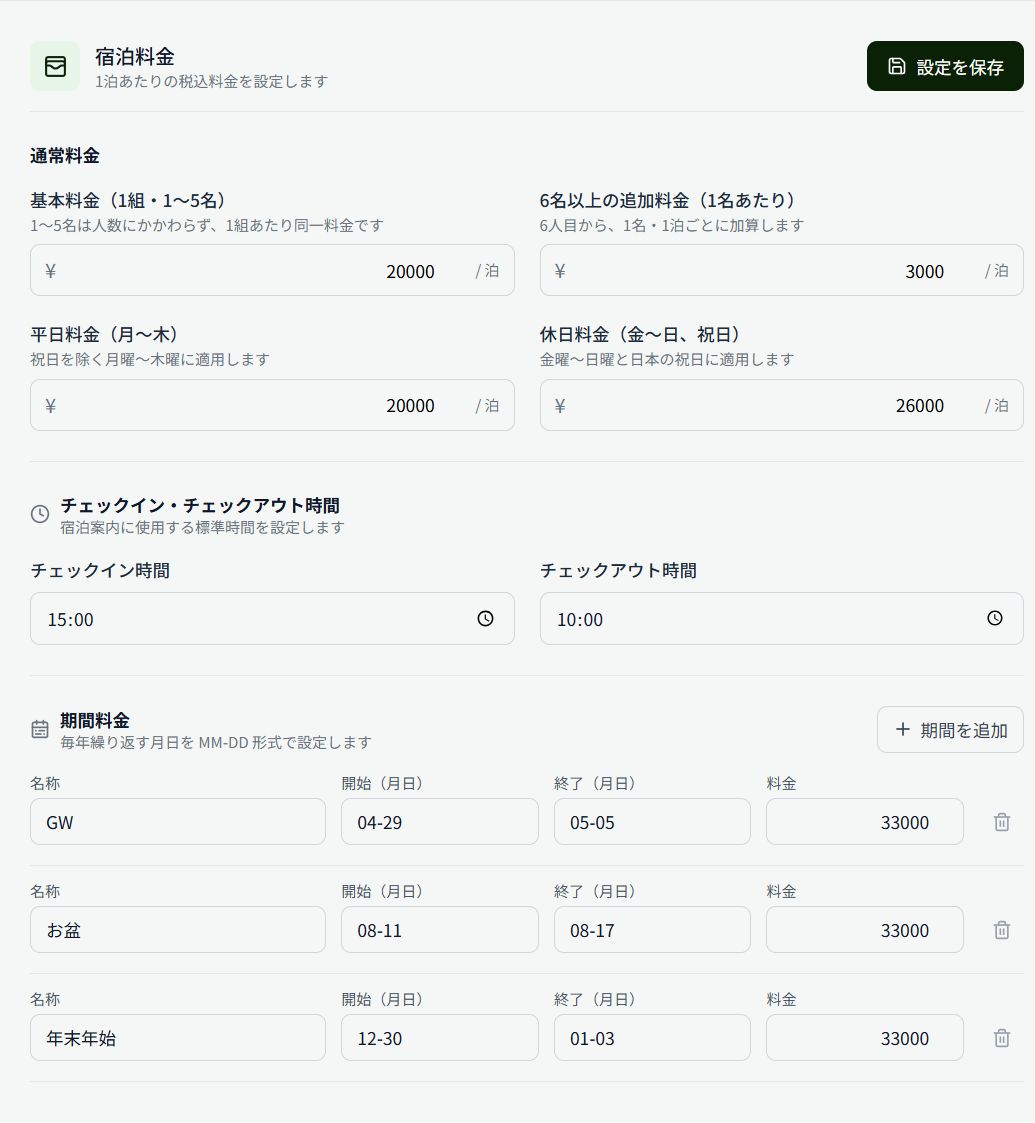 宿泊料金
1泊あたりの税込料金を設定します
設定を保存
通常料金
基本料金（1組・1〜5名）
1〜5名は人数にかかわらず、1組あたり同一料金です
¥ 20000 / 泊
6名以上の追加料金（1名あたり）
6人目から、1名・1泊ごとに加算します
¥ 3000 / 泊
平日料金（月〜木）
祝日を除く月曜〜木曜に適用します
¥ 20000 / 泊
休日料金（金〜日、祝日）
金曜〜日曜と日本の祝日に適用します
¥ 26000 / 泊
チェックイン・チェックアウト時間
宿泊案内に使用する標準時間を設定します
チェックイン時間
15:00
チェックアウト時間
10:00
期間料金
毎年繰り返す月日を MM-DD 形式で設定します
期間を追加
名称 開始（月日） 終了（月日） 料金
GW 04-29 05-05 33000
名称 開始（月日） 終了（月日） 料金
お盆 08-11 08-17 33000
名称 開始（月日） 終了（月日） 料金
年末年始 12-30 01-03 33000